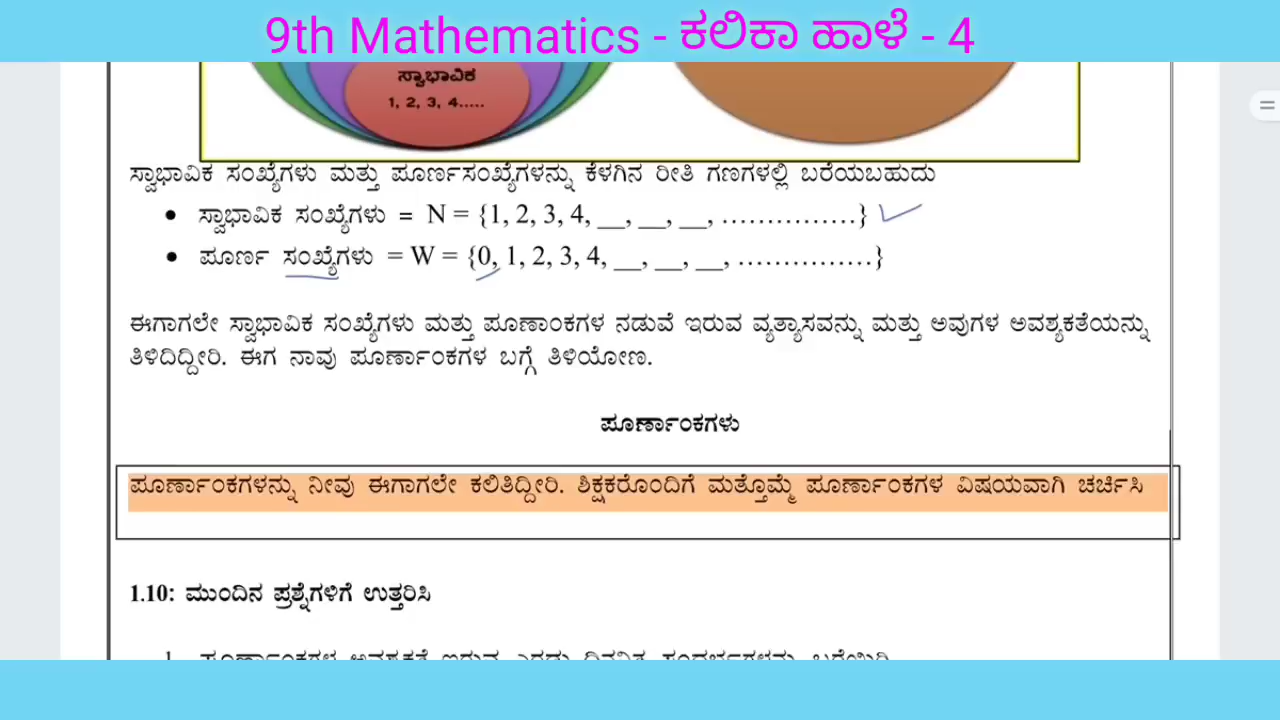 9th Mathematics - ಕಲಿಕಾ ಹಾಳೆ - 4
ಸ್ವಾಭಾವಿಕ
1, 2, 3, 4.....
ಸ್ವಾಭಾವಿಕ ಸಂಖ್ಯೆಗಳು ಮತ್ತು ಪೂರ್ಣಸಂಖ್ಯೆಗಳನ್ನು ಕೆಳಗಿನ ರೀತಿ ಗಣಗಳಲ್ಲಿ ಬರೆಯಬಹುದು
• ಸ್ವಾಭಾವಿಕ ಸಂಖ್ಯೆಗಳು = N = {1, 2, 3, 4, __, __, __, ……………}
• ಪೂರ್ಣ ಸಂಖ್ಯೆಗಳು = W = {0, 1, 2, 3, 4, __, __, __, ……………}
ಈಗಾಗಲೇ ಸ್ವಾಭಾವಿಕ ಸಂಖ್ಯೆಗಳು ಮತ್ತು ಪೂಣಾಂಕಗಳ ನಡುವೆ ಇರುವ ವ್ಯತ್ಯಾಸವನ್ನು ಮತ್ತು ಅವುಗಳ ಅವಶ್ಯಕತೆಯನ್ನು
ತಿಳಿದಿದ್ದೀರಿ. ಈಗ ನಾವು ಪೂರ್ಣಾಂಕಗಳ ಬಗ್ಗೆ ತಿಳಿಯೋಣ.
ಪೂರ್ಣಾಂಕಗಳು
ಪೂರ್ಣಾಂಕಗಳನ್ನು ನೀವು ಈಗಾಗಲೇ ಕಲಿತಿದ್ದೀರಿ. ಶಿಕ್ಷಕರೊಂದಿಗೆ ಮತ್ತೊಮ್ಮೆ ಪೂರ್ಣಾಂಕಗಳ ವಿಷಯವಾಗಿ ಚರ್ಚಿಸಿ
1.10: ಮುಂದಿನ ಪ್ರಶ್ನೆಗಳಿಗೆ ಉತ್ತರಿಸಿ